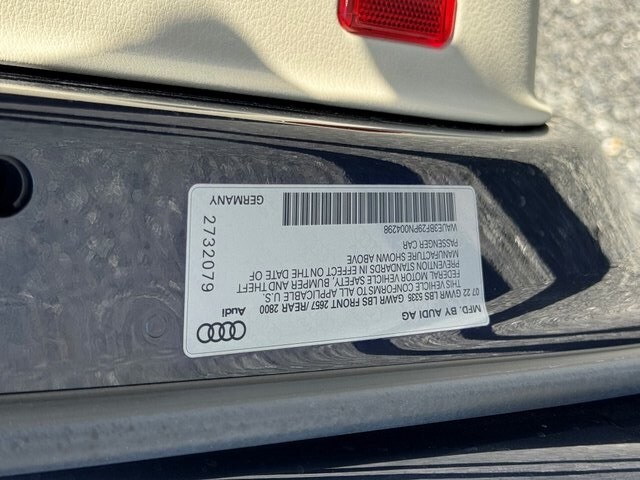 MFD. BY AUDI AG
07 22 GVWR LBS 5335 GAWR LBS FRONT 2657 /REAR 2800
THIS VEHICLE CONFORMS TO ALL APPLICABLE U.S.
FEDERAL MOTOR VEHICLE SAFETY, BUMPER AND THEFT
PREVENTION STANDARDS IN EFFECT ON THE DATE OF
MANUFACTURE SHOWN ABOVE
PASSENGER CAR
WAUE3BF29PN004298
Audi
2732079
GERMANY